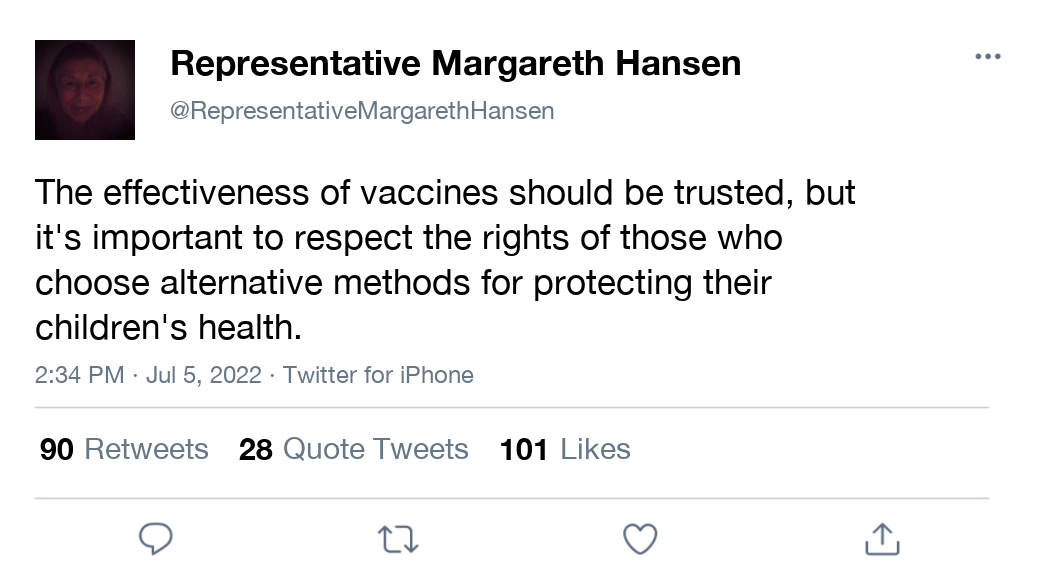 Representative Margareth Hansen
@RepresentativeMargarethHansen
The effectiveness of vaccines should be trusted, but
it's important to respect the rights of those who
choose alternative methods for protecting their
children's health.
2:34 PM · Jul 5, 2022 · Twitter for iPhone
90 Retweets 28 Quote Tweets 101 Likes